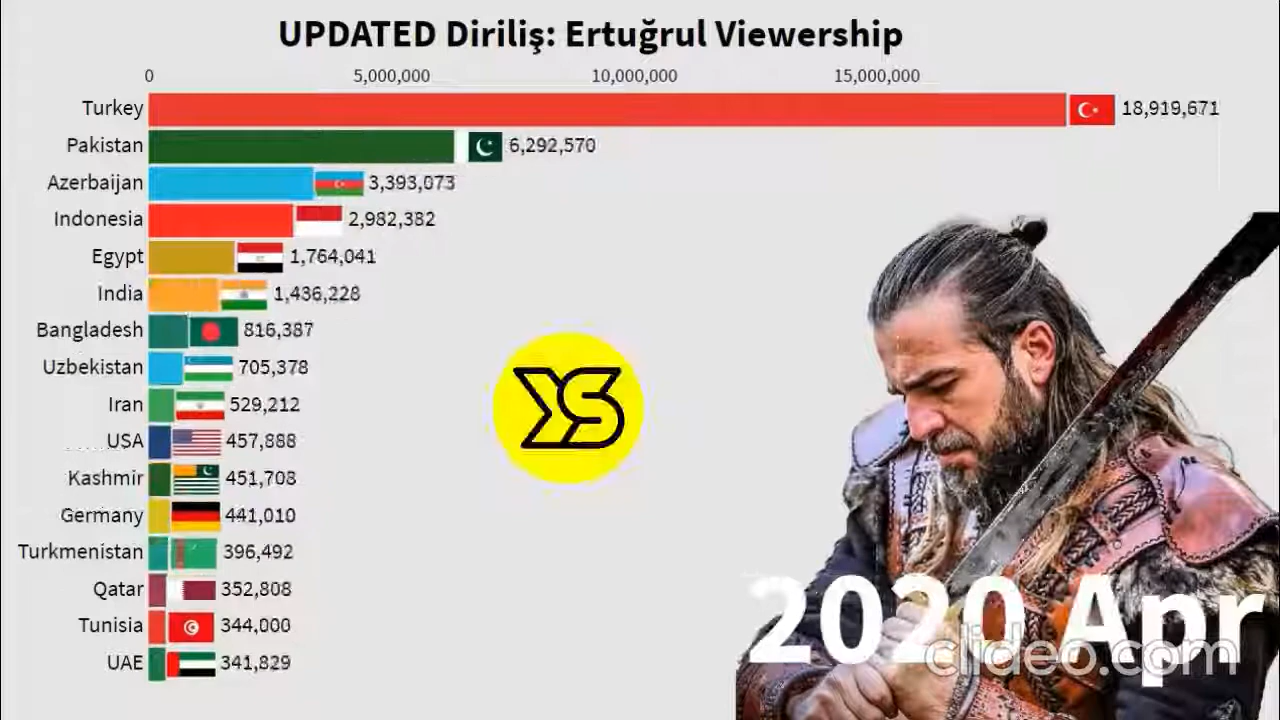 UPDATED Diriliş: Ertuğrul Viewership
0 5,000,000 10,000,000 15,000,000
Turkey 18,919,671
Pakistan 6,292,570
Azerbaijan 3,393,073
Indonesia 2,982,382
Egypt 1,764,041
India 1,436,228
Bangladesh 816,387
Uzbekistan 705,378
Iran 529,212
USA 457,888
Kashmir 451,708
Germany 441,010
Turkmenistan 396,492
Qatar 352,808
Tunisia 344,000
UAE 341,829
YS
2020 Apr
clideo.com